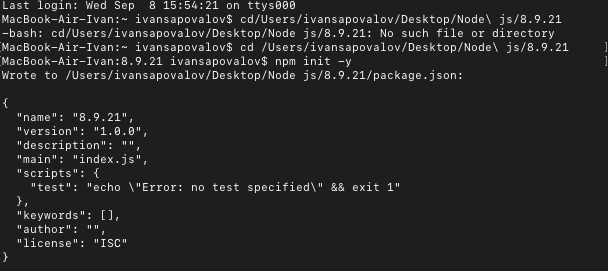 Last login: Wed Sep  8 15:54:21 on ttys000
MacBook-Air-Ivan:~ ivansapovalov$ cd/Users/ivansapovalov/Desktop/Node\ js/8.9.21
-bash: cd/Users/ivansapovalov/Desktop/Node js/8.9.21: No such file or directory
[MacBook-Air-Ivan:~ ivansapovalov$ cd /Users/ivansapovalov/Desktop/Node\ js/8.9.21 ]
[MacBook-Air-Ivan:8.9.21 ivansapovalov$ npm init -y ]
Wrote to /Users/ivansapovalov/Desktop/Node js/8.9.21/package.json:
{
  "name": "8.9.21",
  "version": "1.0.0",
  "description": "",
  "main": "index.js",
  "scripts": {
    "test": "echo \"Error: no test specified\" && exit 1"
  },
  "keywords": [],
  "author": "",
  "license": "ISC"
}